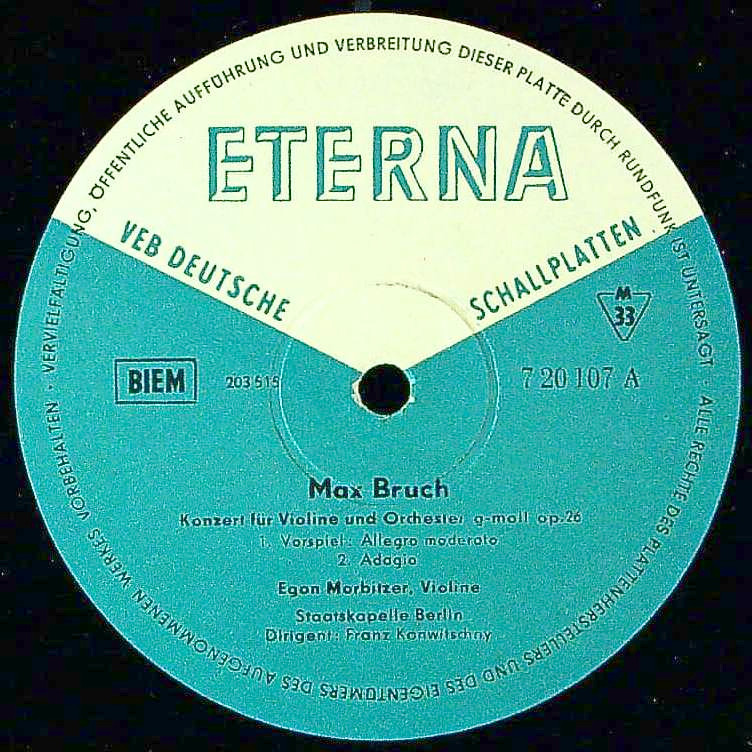 ALLE RECHTE DES PLATTENHERSTELLERS UND DES EIGENTÜMERS DES AUFGENOMMENEN WERKES VORBEHALTEN · VERVIELFÄLTIGUNG, ÖFFENTLICHE AUFFÜHRUNG UND VERBREITUNG DIESER PLATTE DURCH RUNDFUNK IST UNTERSAGT ·
ETERNA
VEB DEUTSCHE SCHALLPLATTEN
M
33
BIEM
203 515
7 20 107 A
Max Bruch
Konzert für Violine und Orchester g-moll op.26
1. Vorspiel: Allegro moderato
2. Adagio
Egon Morbitzer, Violine
Staatskapelle Berlin
Dirigent: Franz Konwitschny